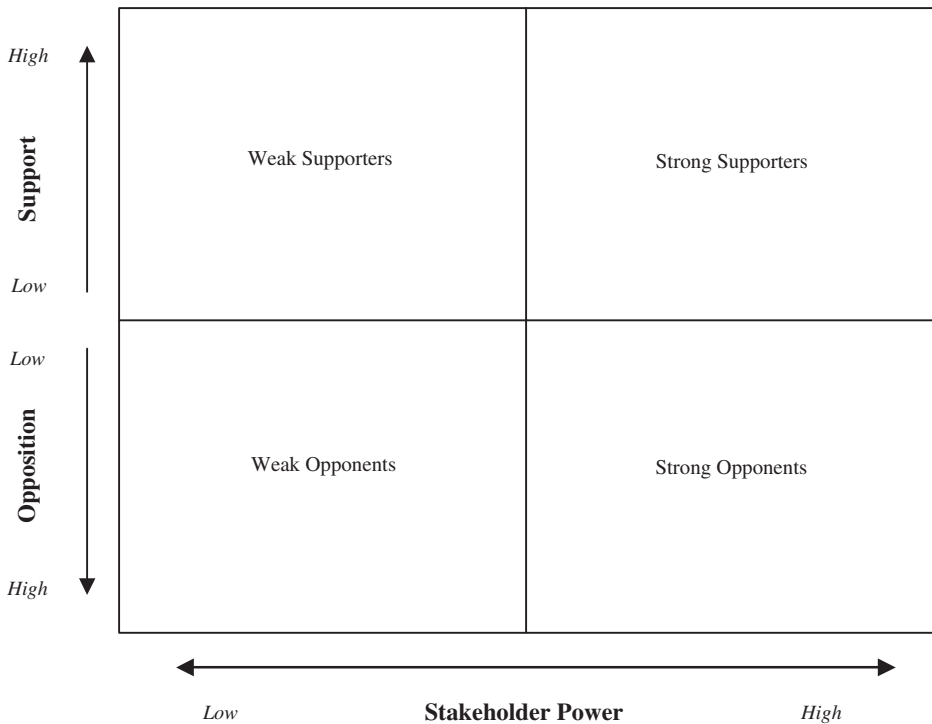 High
Support
Weak Supporters
Strong Supporters
Low
Low
Opposition
Weak Opponents
Strong Opponents
High
Low
Stakeholder Power
High